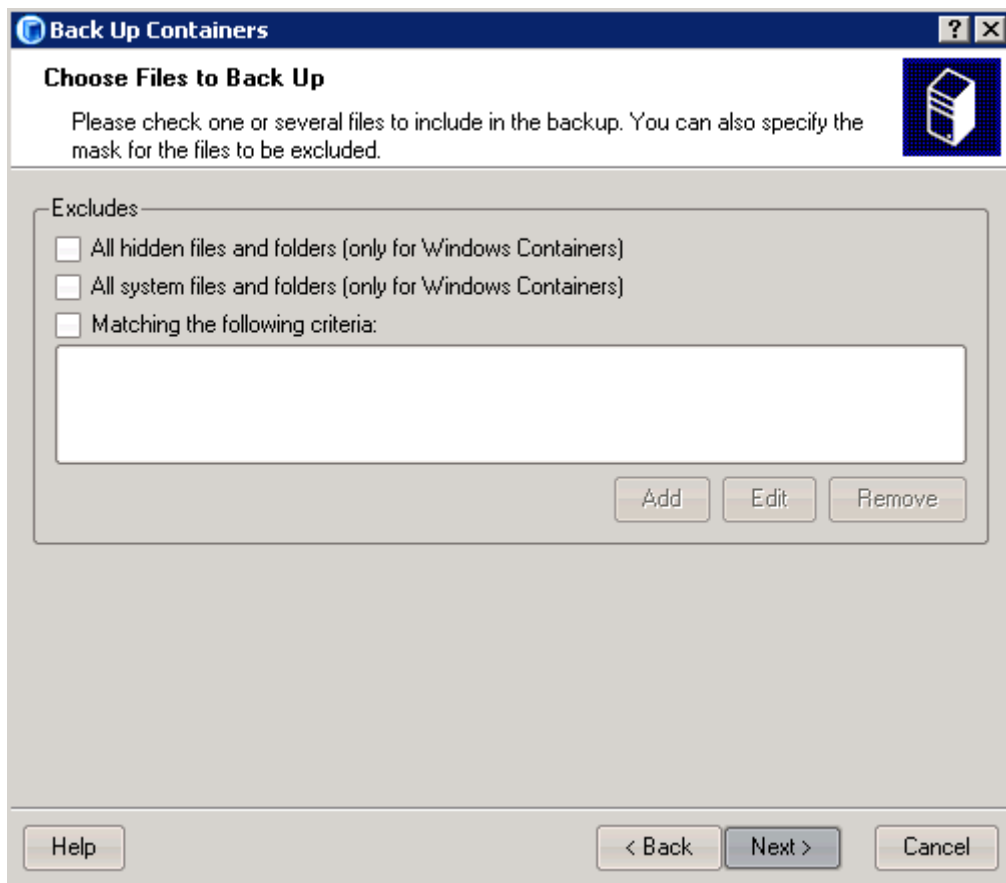 Back Up Containers
?
Choose Files to Back Up
Please check one or several files to include in the backup. You can also specify the
mask for the files to be excluded.
Excludes
All hidden files and folders (only for Windows Containers)
All system files and folders (only for Windows Containers)
Matching the following criteria:
Add Edit Remove
Help < Back Next > Cancel